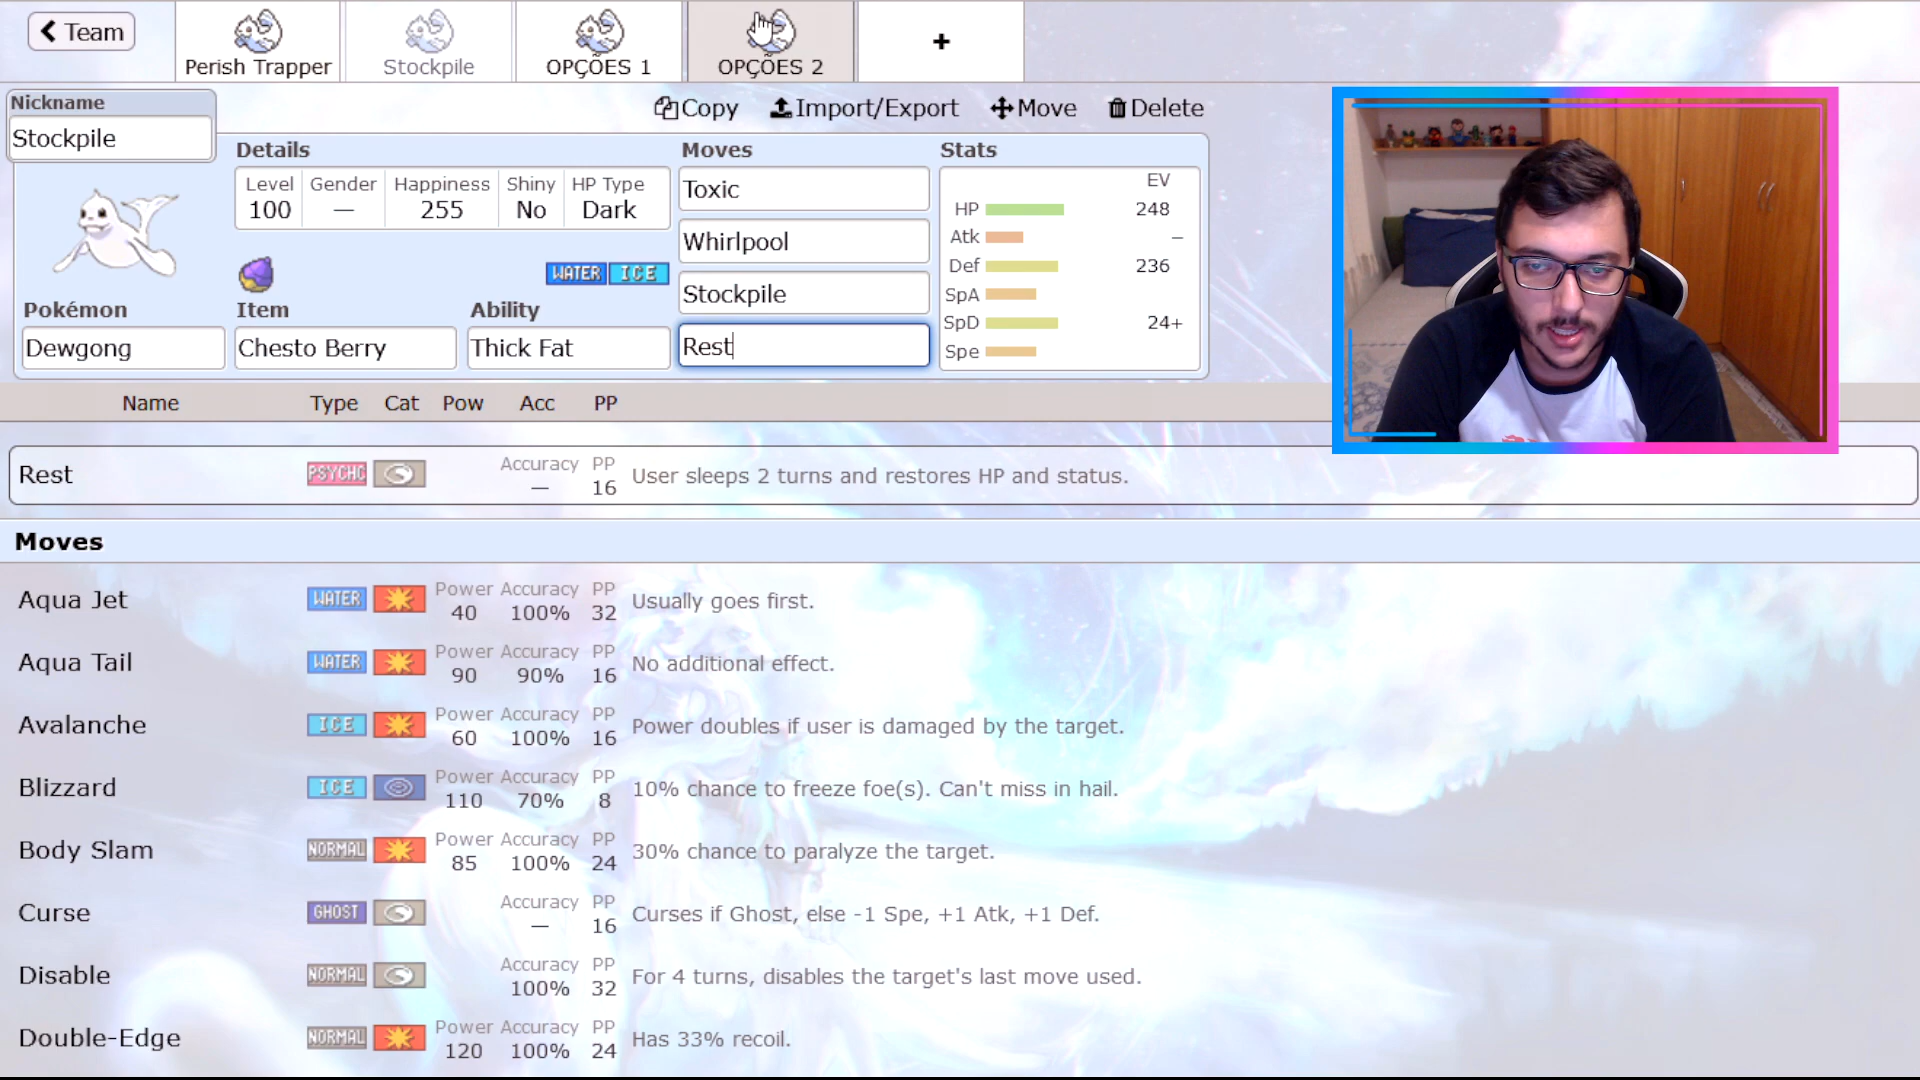 Team
Perish Trapper
Stockpile
OPÇÕES 1
OPÇÕES 2
+
Copy Import/Export Move Delete
Nickname
Stockpile
Details
Level Gender Happiness Shiny HP Type
100 — 255 No Dark
WATER ICE
Pokémon Item Ability
Dewgong Chesto Berry Thick Fat
Moves
Toxic
Whirlpool
Stockpile
Rest
Stats
EV
HP 248
Atk –
Def 236
SpA
SpD 24+
Spe
Name Type Cat Pow Acc PP
Accuracy PP
Rest PSYCHC — 16 User sleeps 2 turns and restores HP and status.
Moves
Power Accuracy PP
Aqua Jet WATER 40 100% 32 Usually goes first.
Power Accuracy PP
Aqua Tail WATER 90 90% 16 No additional effect.
Power Accuracy PP
Avalanche ICE 60 100% 16 Power doubles if user is damaged by the target.
Power Accuracy PP
Blizzard ICE 110 70% 8 10% chance to freeze foe(s). Can't miss in hail.
Power Accuracy PP
Body Slam NORMAL 85 100% 24 30% chance to paralyze the target.
Accuracy PP
Curse GHOST — 16 Curses if Ghost, else -1 Spe, +1 Atk, +1 Def.
Accuracy PP
Disable NORMAL 100% 32 For 4 turns, disables the target's last move used.
Power Accuracy PP
Double-Edge NORMAL 120 100% 24 Has 33% recoil.